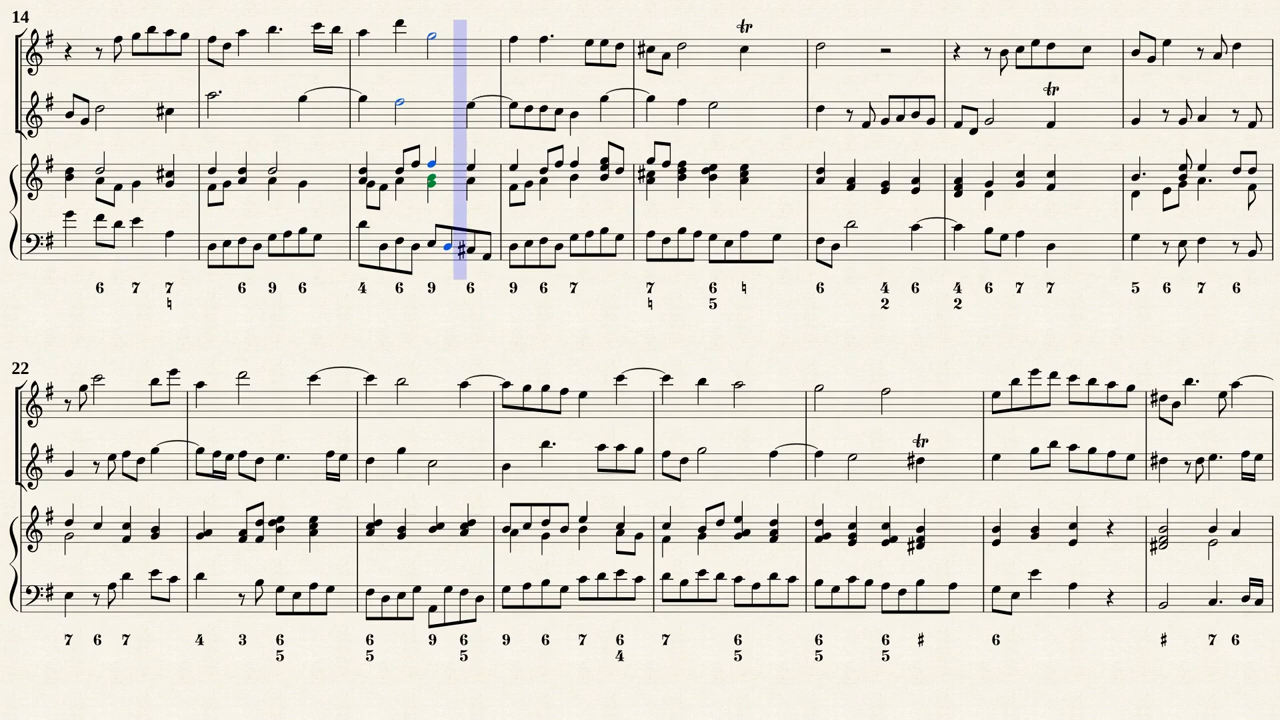 14
tr
tr
6 7 7 6 9 6 4 6 9 6 9 6 7 7 6 ♮ 6 4 6 4 6 7 7 5 6 7 6
♮ ♮ 5 2 2
22
tr
7 6 7 4 3 6 6 9 6 9 6 7 6 7 6 6 6 ♯ 6 ♯ 7 6
5 5 5 4 5 5 5